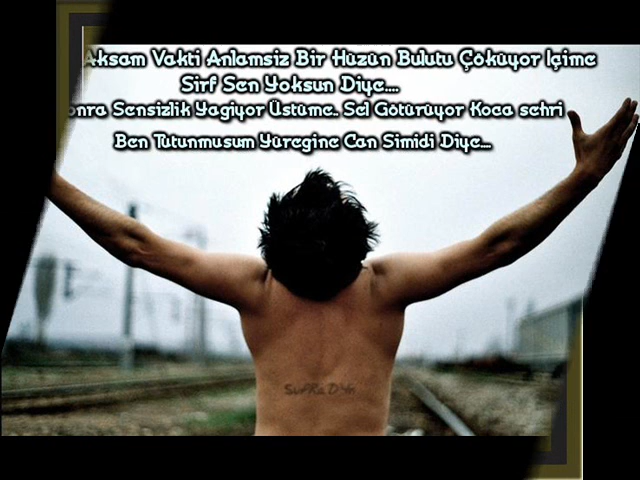 Aksam Vakti Anlamsiz Bir Hüzün Bulutu Çöküyor Içime
Sirf Sen Yoksun Diye....
onra Sensizlik Yagiyor Üstüme.. Sel Götürüyor Koca sehri
Ben Tutunmusum Yüregine Can Simidi Diye....